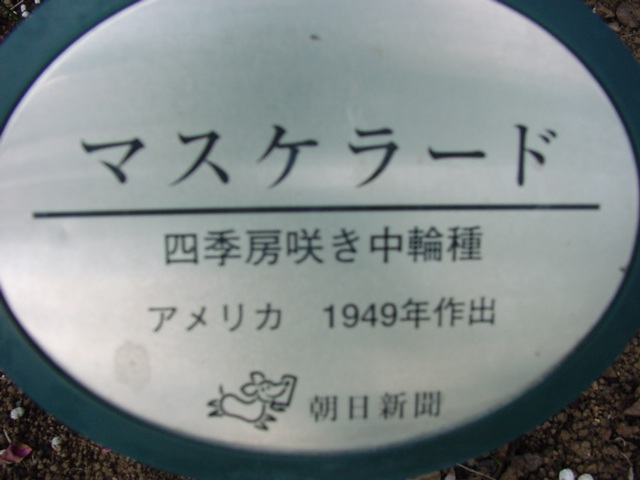 マスケラード
四季房咲き中輪種
アメリカ　1949年作出
朝日新聞